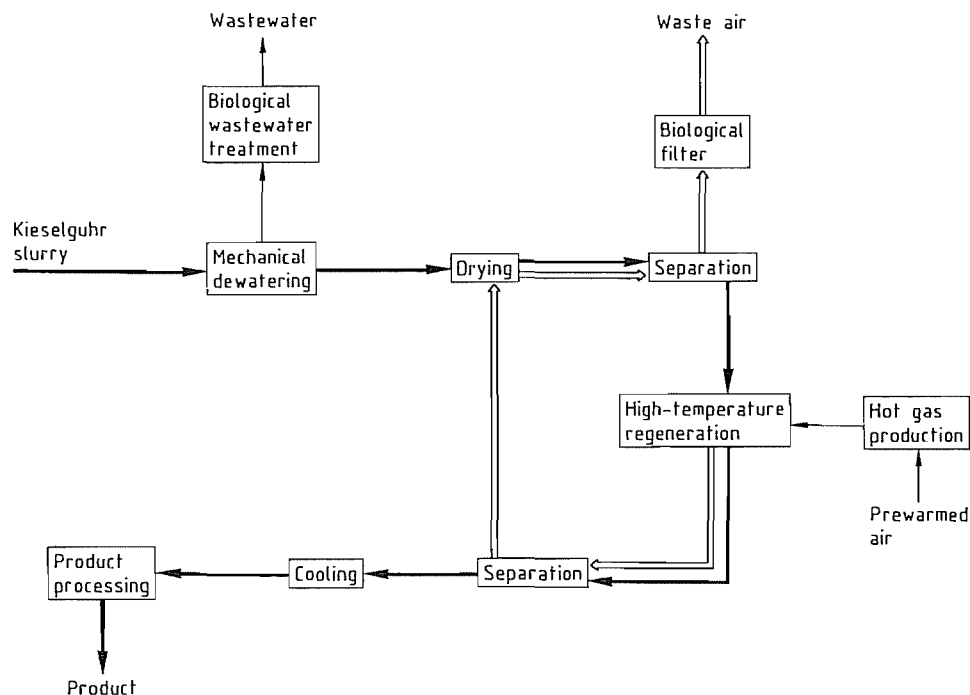 Wastewater
Waste air
Biological
wastewater
treatment
Biological
filter
Kieselguhr
slurry
Mechanical
dewatering
Drying
Separation
High-temperature
regeneration
Hot gas
production
Prewarmed
air
Product
processing
Cooling
Separation
Product